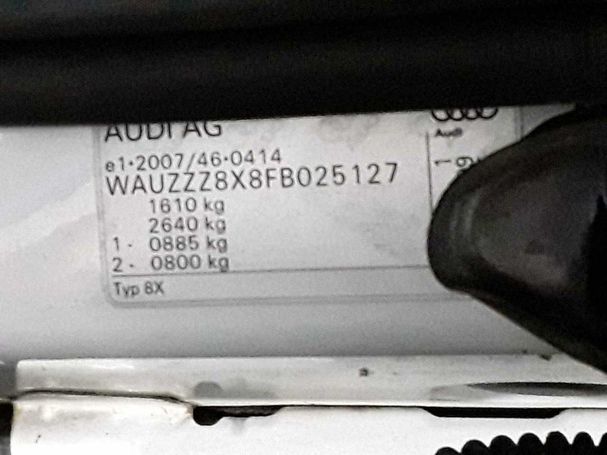 AUDI AG
Audi
e1•2007/46•0414
WAUZZZ8X8FB025127
1610 kg
2640 kg
1 - 0885 kg
2 - 0800 kg
Typ 8X